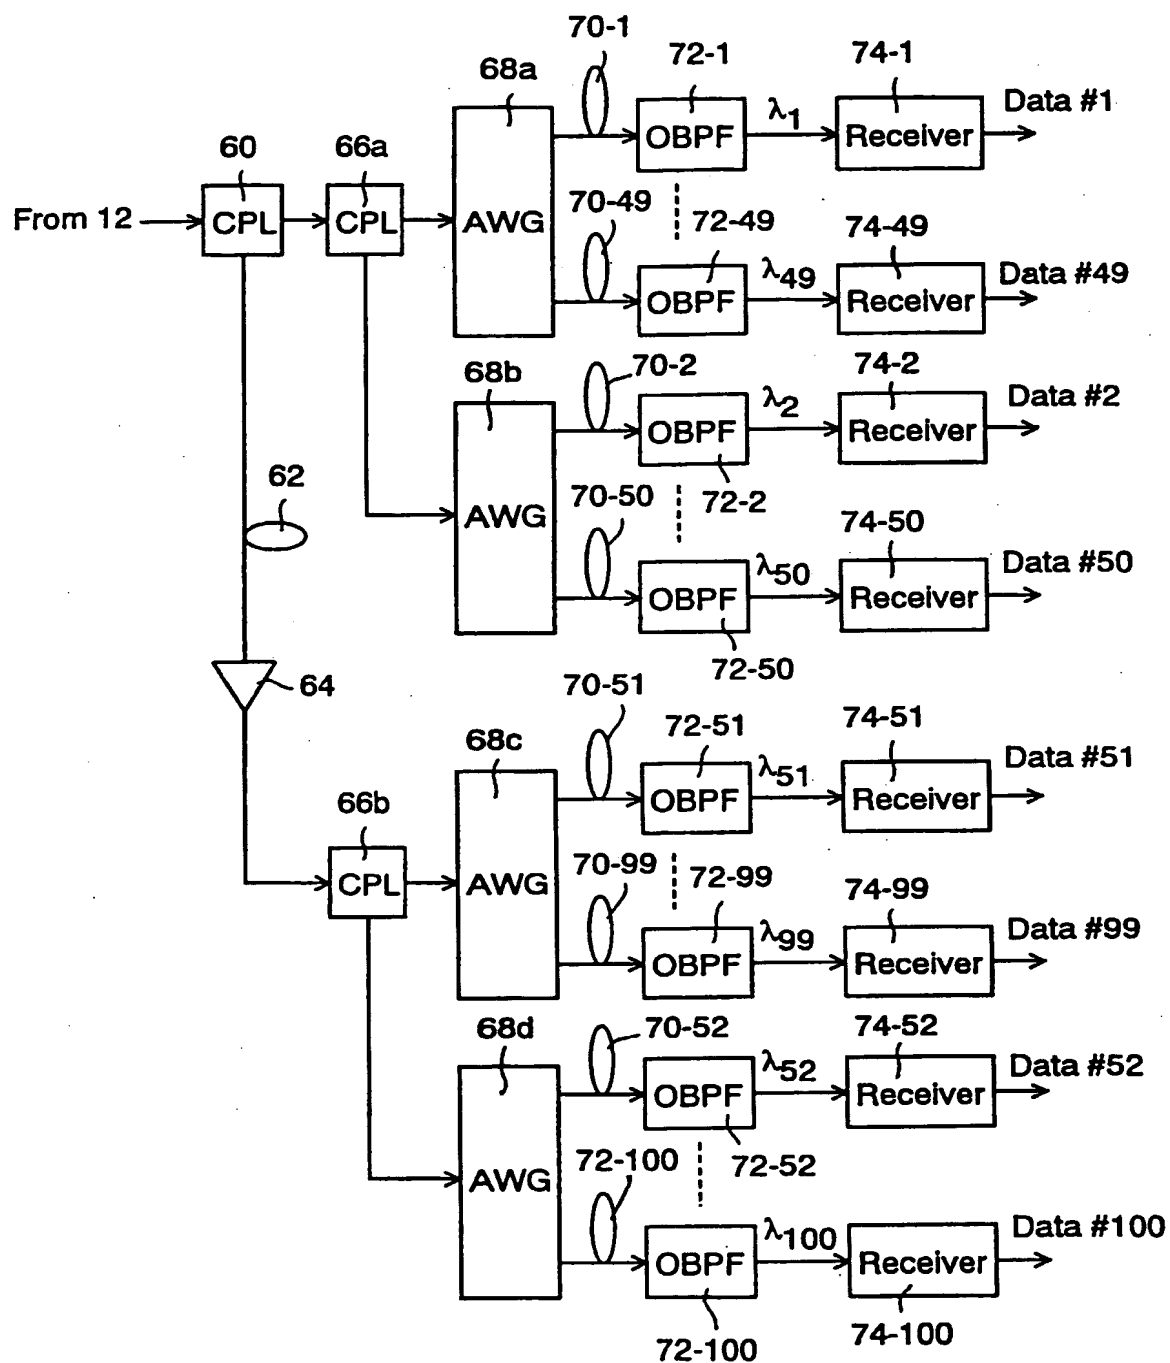 70-1
68a
72-1
74-1
Data #1
λ1
OBPF
Receiver
60
66a
From 12
CPL
CPL
AWG
70-49
72-49
74-49
Data #49
λ49
OBPF
Receiver
68b
70-2
74-2
Data #2
λ2
OBPF
Receiver
72-2
AWG
62
70-50
74-50
Data #50
λ50
OBPF
Receiver
72-50
64
70-51
72-51
74-51
Data #51
68c
λ51
OBPF
Receiver
66b
CPL
AWG
70-99
72-99
74-99
Data #99
λ99
OBPF
Receiver
68d
70-52
74-52
Data #52
λ52
OBPF
Receiver
72-52
AWG
72-100
Data #100
λ100
OBPF
Receiver
72-100
74-100